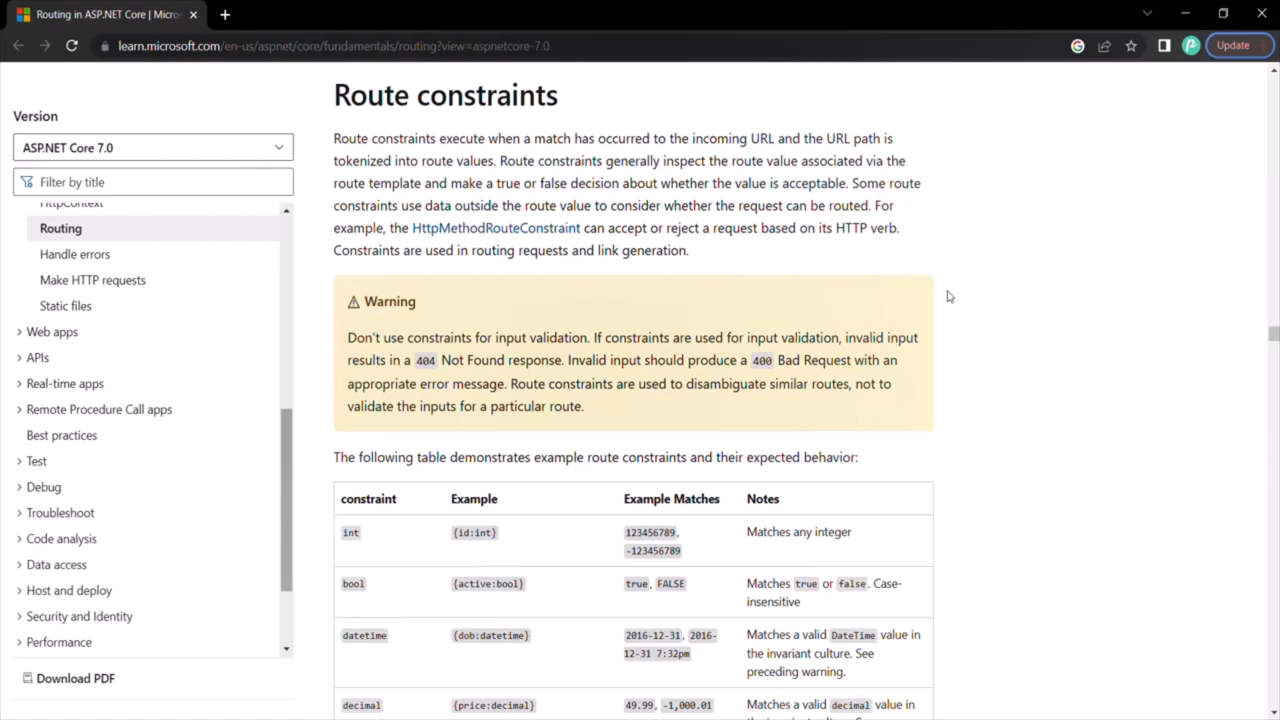 Routing in ASP.NET Core | Micro
learn.microsoft.com/en-us/aspnet/core/fundamentals/routing?view=aspnetcore-7.0
Update
Version
ASP.NET Core 7.0
Filter by title
HttpContext
Routing
Handle errors
Make HTTP requests
Static files
Web apps
APIs
Real-time apps
Remote Procedure Call apps
Best practices
Test
Debug
Troubleshoot
Code analysis
Data access
Host and deploy
Security and Identity
Performance
Download PDF
Route constraints
Route constraints execute when a match has occurred to the incoming URL and the URL path is
tokenized into route values. Route constraints generally inspect the route value associated via the
route template and make a true or false decision about whether the value is acceptable. Some route
constraints use data outside the route value to consider whether the request can be routed. For
example, the HttpMethodRouteConstraint can accept or reject a request based on its HTTP verb.
Constraints are used in routing requests and link generation.
Warning
Don't use constraints for input validation. If constraints are used for input validation, invalid input
results in a 404 Not Found response. Invalid input should produce a 400 Bad Request with an
appropriate error message. Route constraints are used to disambiguate similar routes, not to
validate the inputs for a particular route.
The following table demonstrates example route constraints and their expected behavior:
constraint Example Example Matches Notes
int {id:int} 123456789, Matches any integer
-123456789
bool {active:bool} true, FALSE Matches true or false. Case-
insensitive
datetime {dob:datetime} 2016-12-31, 2016- Matches a valid DateTime value in
12-31 7:32pm the invariant culture. See
preceding warning.
decimal {price:decimal} 49.99, -1,000.01 Matches a valid decimal value in